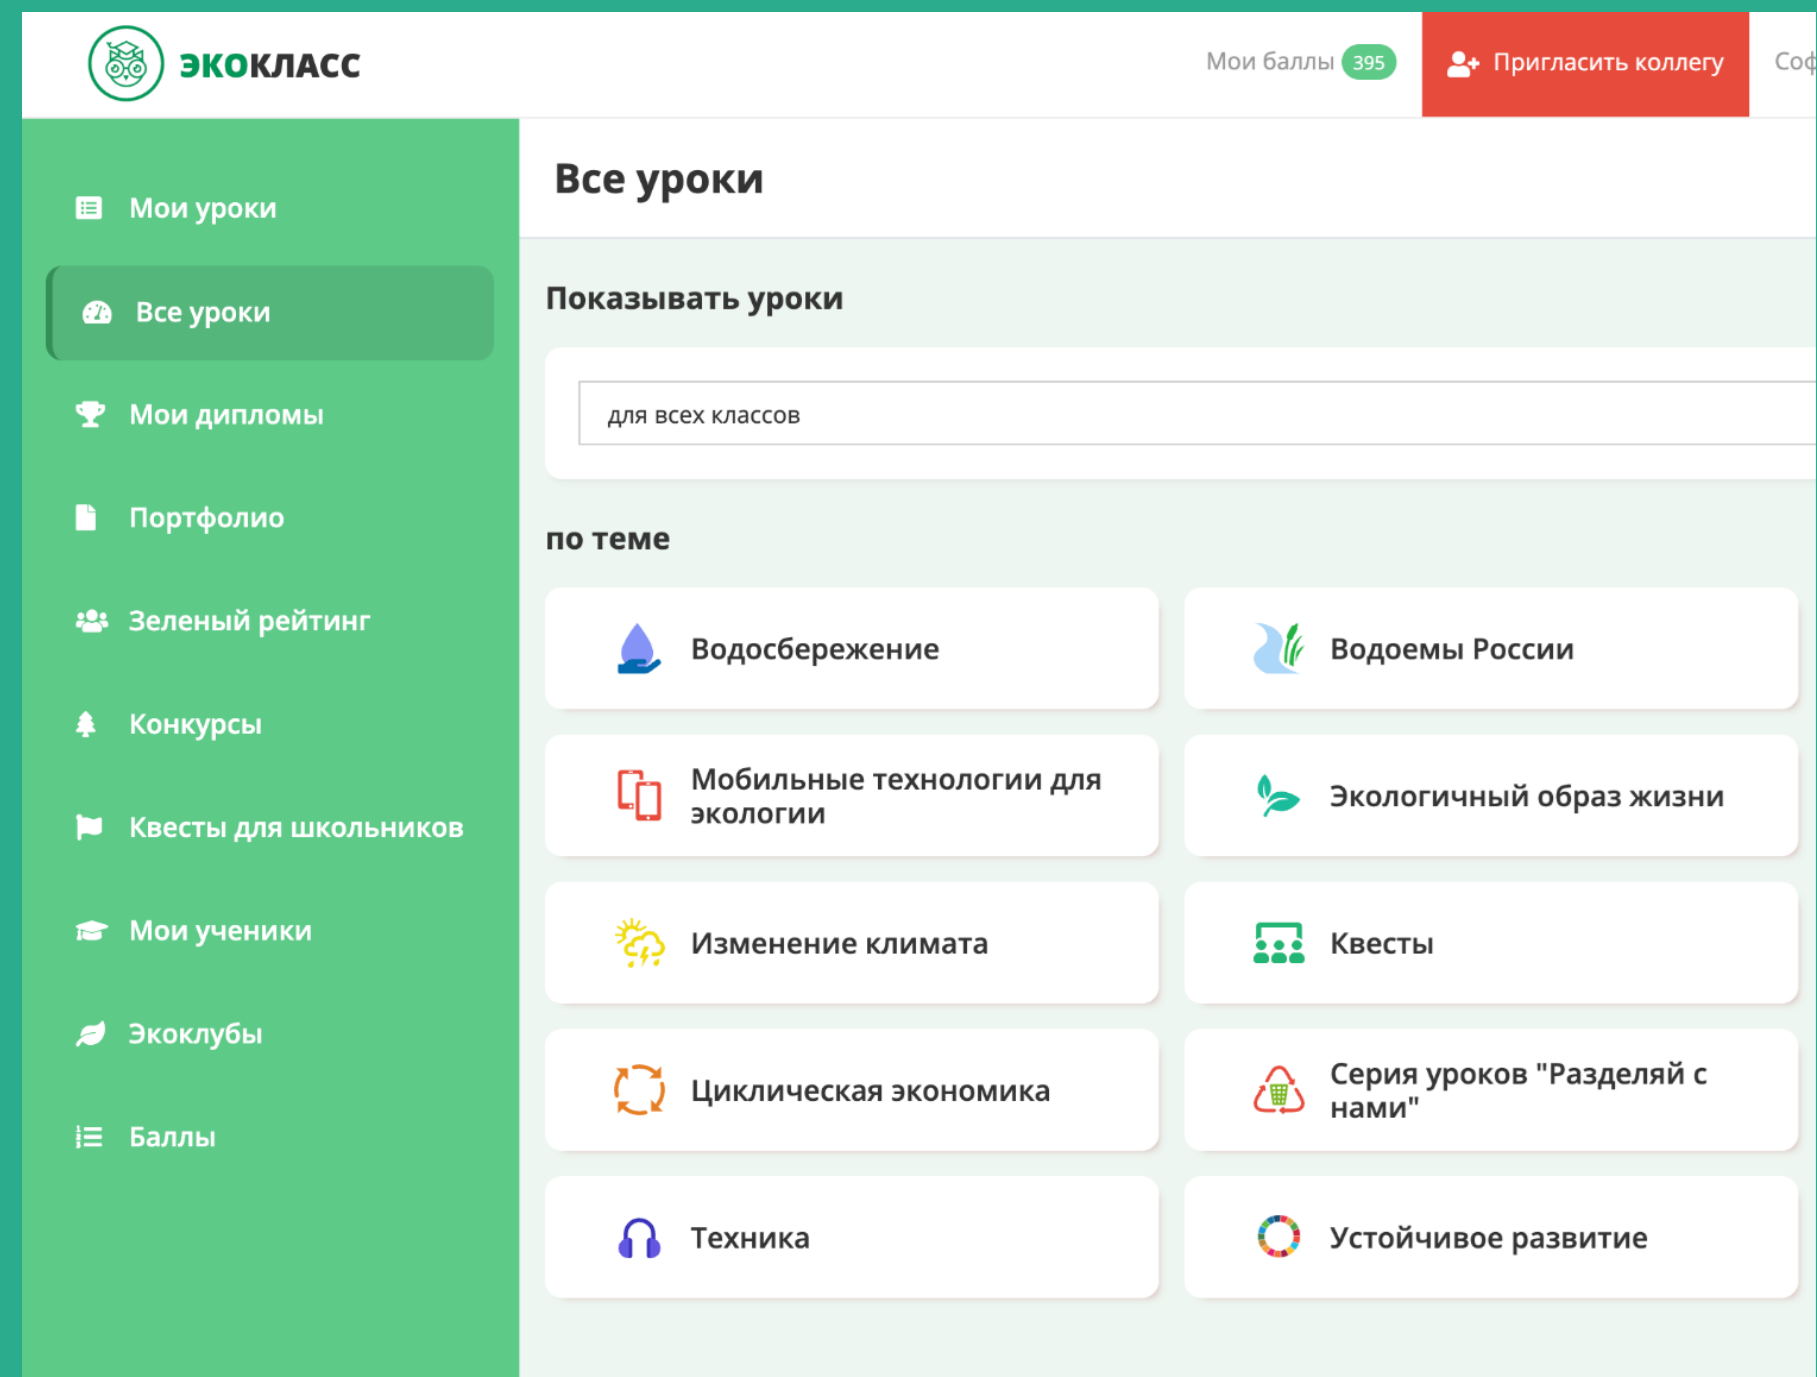 ЭКОКЛАСС
Мои баллы 395
Пригласить коллегу
Соф
Мои уроки
Все уроки
Мои дипломы
Портфолио
Зеленый рейтинг
Конкурсы
Квесты для школьников
Мои ученики
Экоклубы
Баллы
Все уроки
Показывать уроки
для всех классов
по теме
Водосбережение
Водоемы России
Мобильные технологии для
экологии
Экологичный образ жизни
Изменение климата
Квесты
Циклическая экономика
Серия уроков "Разделяй с
нами"
Техника
Устойчивое развитие